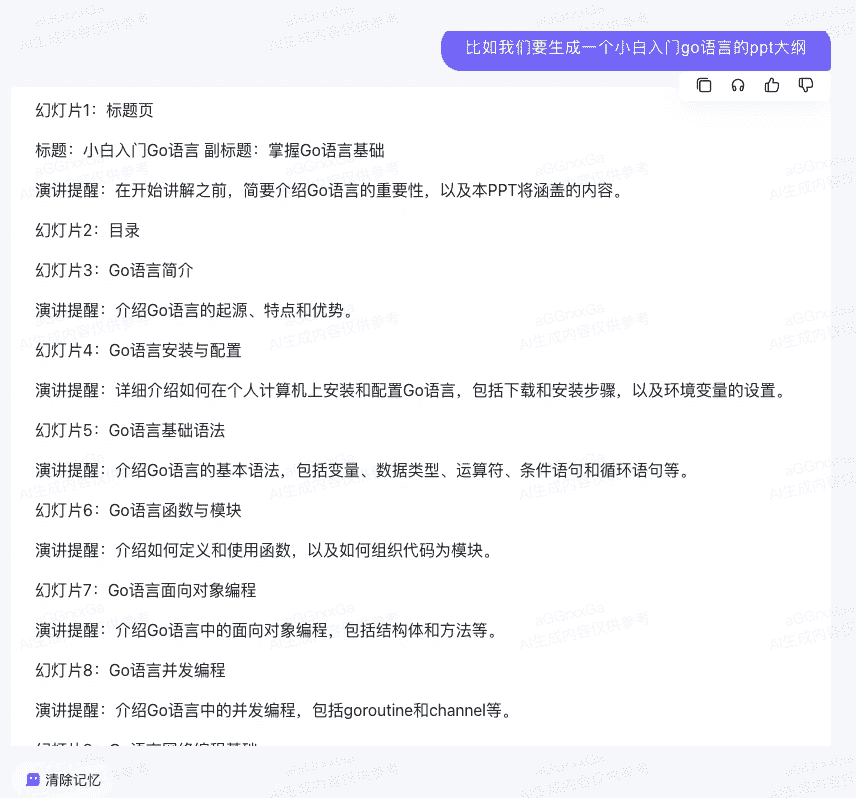 比如我们要生成一个小白入门go语言的ppt大纲
幻灯片1：标题页
标题：小白入门Go语言 副标题：掌握Go语言基础
演讲提醒：在开始讲解之前，简要介绍Go语言的重要性，以及本PPT将涵盖的内容。
幻灯片2：目录
幻灯片3：Go语言简介
演讲提醒：介绍Go语言的起源、特点和优势。
幻灯片4：Go语言安装与配置
演讲提醒：详细介绍如何在个人计算机上安装和配置Go语言，包括下载和安装步骤，以及环境变量的设置。
幻灯片5：Go语言基础语法
演讲提醒：介绍Go语言的基本语法，包括变量、数据类型、运算符、条件语句和循环语句等。
幻灯片6：Go语言函数与模块
演讲提醒：介绍如何定义和使用函数，以及如何组织代码为模块。
幻灯片7：Go语言面向对象编程
演讲提醒：介绍Go语言中的面向对象编程，包括结构体和方法等。
幻灯片8：Go语言并发编程
演讲提醒：介绍Go语言中的并发编程，包括goroutine和channel等。
清除记忆
aGGnxxGa
AI生成内容仅供参考